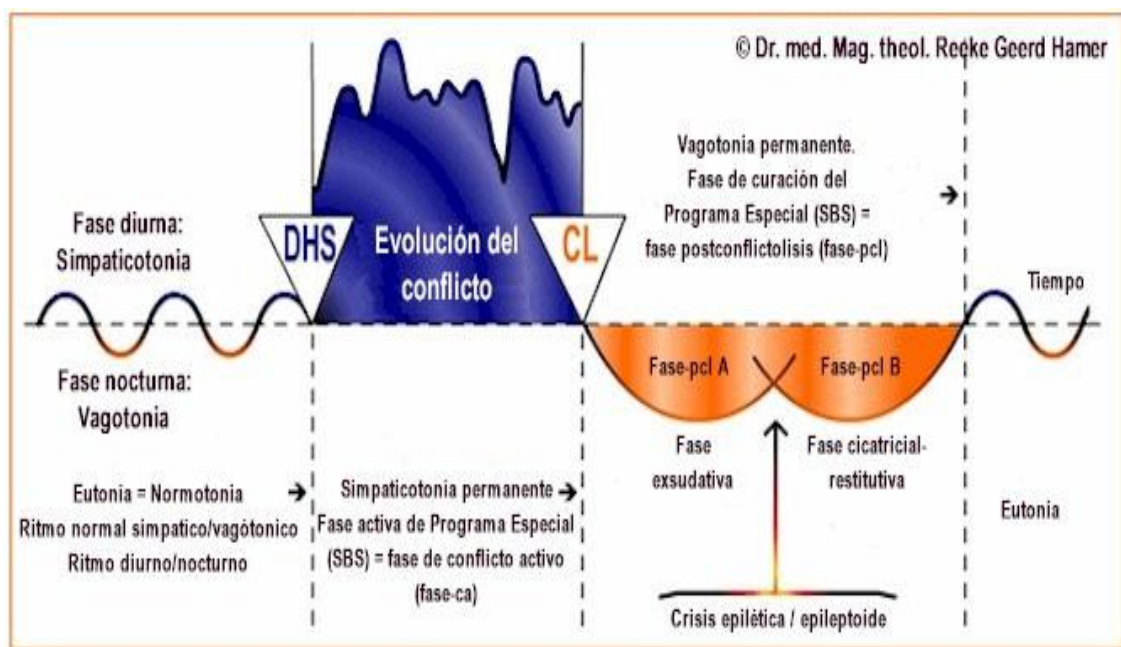 © Dr. med. Mag. theol. Reeke Geerd Hamer
Vagotonia permanente.
Fase de curación del
Programa Especial (SBS) =
fase postconflictolisis (fase-pcl)
Fase diurna:
Simpaticotonia
DHS
Evolución del
conflicto
CL
Tiempo
Fase nocturna:
Vagotonia
Fase-pcl A
Fase-pcl B
Fase
exsudativa
Fase cicatricial-
restitutiva
Eutonia = Normotonia
Ritmo normal simpatico/vagótonico
Ritmo diurno/nocturno
Simpaticotonia permanente
Fase activa de Programa Especial
(SBS) = fase de conflicto activo
(fase-ca)
Eutonia
Crisis epilética / epileptoide